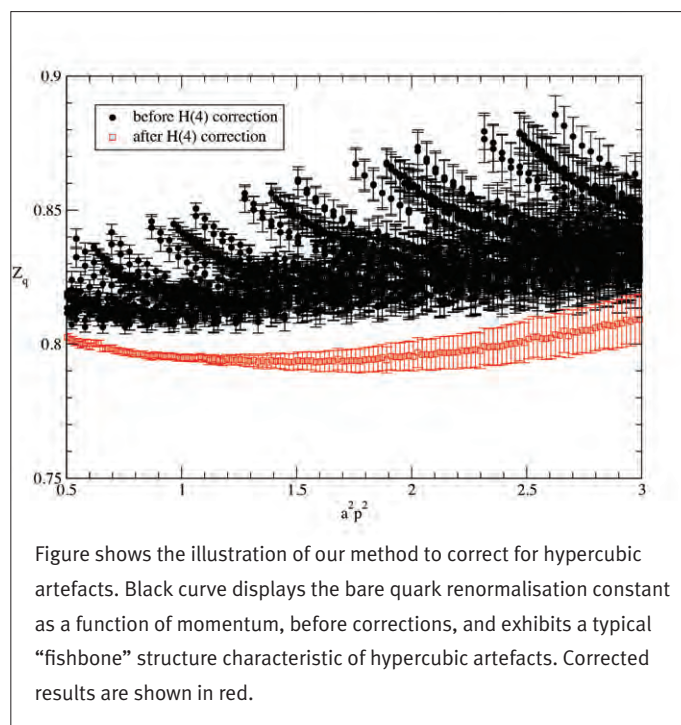 0.9
before H(4) correction
after H(4) correction
0.85
Zq
0.8
0.75
0.5 1 1.5 2 2.5 3
a²p²
Figure shows the illustration of our method to correct for hypercubic
artefacts. Black curve displays the bare quark renormalisation constant
as a function of momentum, before corrections, and exhibits a typical
“fishbone” structure characteristic of hypercubic artefacts. Corrected
results are shown in red.